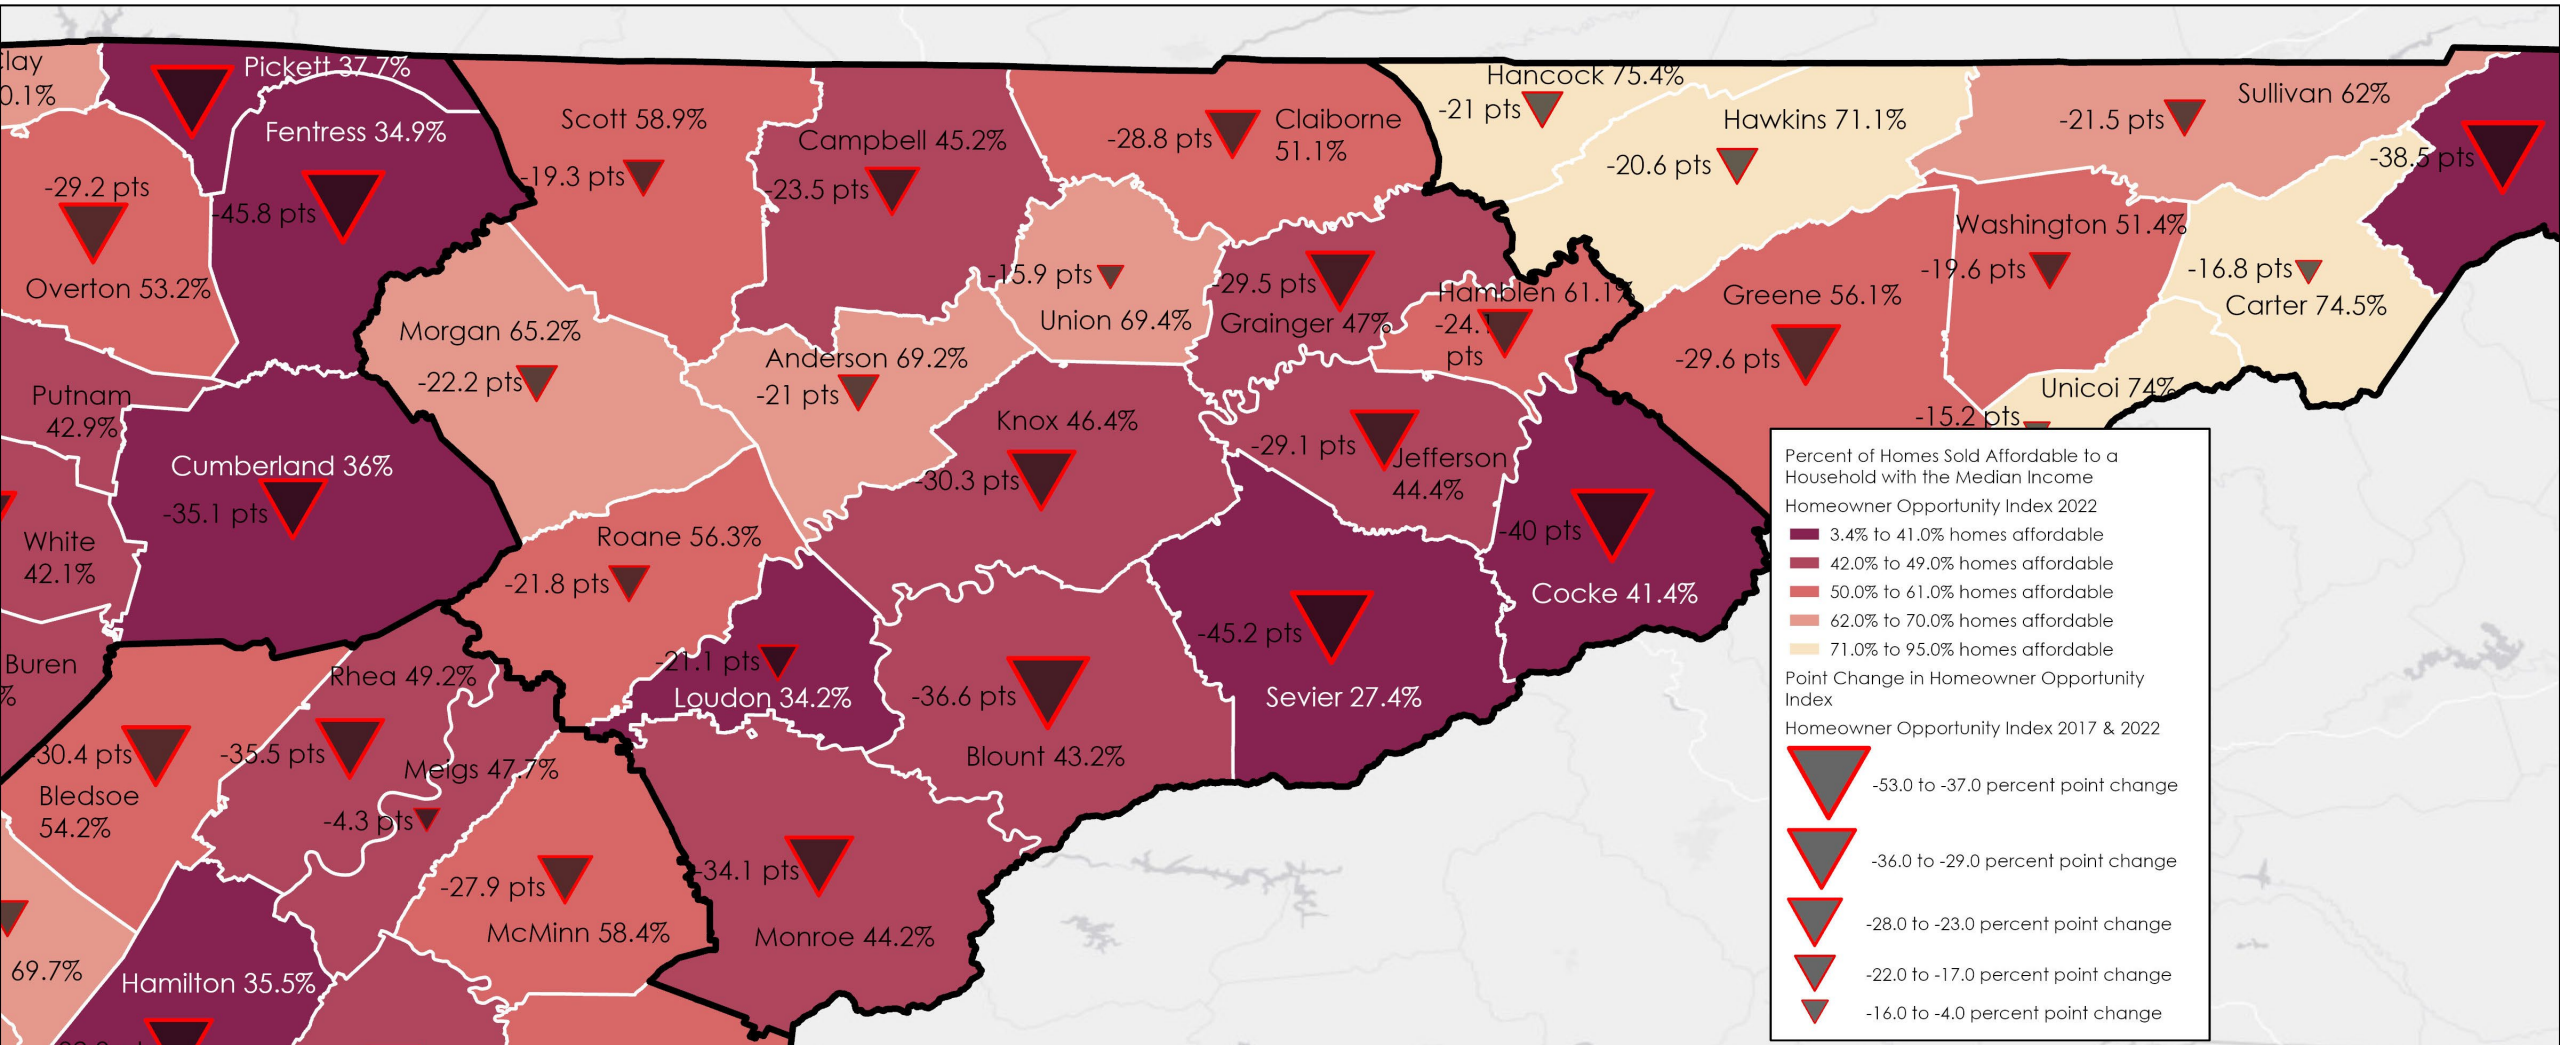 Pickett 37.7%
0.1%
Fentress 34.9%
-45.8 pts
-29.2 pts
Overton 53.2%
Scott 58.9%
-19.3 pts
Campbell 45.2%
-23.5 pts
-28.8 pts
Claiborne
51.1%
Hancock 75.4%
-21 pts
Hawkins 71.1%
-20.6 pts
Sullivan 62%
-21.5 pts
-38.5 pts
Washington 51.4%
-19.6 pts
-16.8 pts
Carter 74.5%
Unicoi 74%
-15.2 pts
Greene 56.1%
-29.6 pts
Hamblen 61.1%
-24.1
pts
-29.5 pts
Grainger 47%
-15.9 pts
Union 69.4%
Morgan 65.2%
-22.2 pts
Anderson 69.2%
-21 pts
Putnam
42.9%
Cumberland 36%
-35.1 pts
White
42.1%
Knox 46.4%
-30.3 pts
-29.1 pts
Jefferson
44.4%
-40 pts
Cocke 41.4%
Roane 56.3%
-21.8 pts
-21.1 pts
Loudon 34.2%
-36.6 pts
Blount 43.2%
-45.2 pts
Sevier 27.4%
Buren
%
Rhea 49.2%
-35.5 pts
-30.4 pts
Bledsoe
54.2%
Meigs 47.7%
-4.3 pts
-27.9 pts
McMinn 58.4%
-34.1 pts
Monroe 44.2%
69.7%
Hamilton 35.5%
Percent of Homes Sold Affordable to a
Household with the Median Income
Homeowner Opportunity Index 2022
3.4% to 41.0% homes affordable
42.0% to 49.0% homes affordable
50.0% to 61.0% homes affordable
62.0% to 70.0% homes affordable
71.0% to 95.0% homes affordable
Point Change in Homeowner Opportunity
Index
Homeowner Opportunity Index 2017 & 2022
-53.0 to -37.0 percent point change
-36.0 to -29.0 percent point change
-28.0 to -23.0 percent point change
-22.0 to -17.0 percent point change
-16.0 to -4.0 percent point change